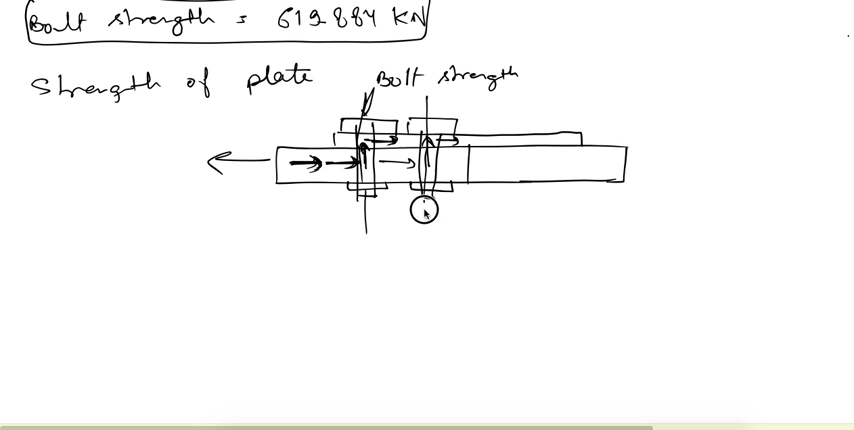 Bolt strength = 619.884 KN
Strength of plate
Bolt strength